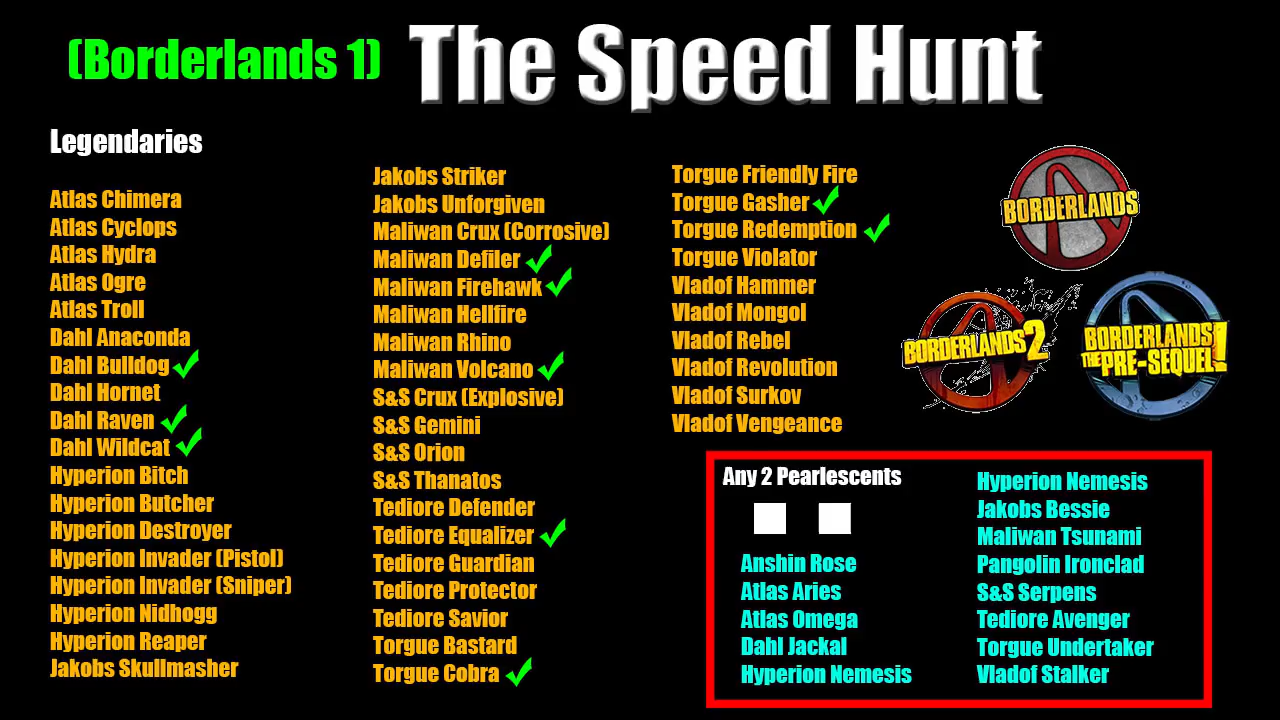 (Borderlands 1) The Speed Hunt
Legendaries
Atlas Chimera
Atlas Cyclops
Atlas Hydra
Atlas Ogre
Atlas Troll
Dahl Anaconda
Dahl Bulldog
Dahl Hornet
Dahl Raven
Dahl Wildcat
Hyperion Bitch
Hyperion Butcher
Hyperion Destroyer
Hyperion Invader (Pistol)
Hyperion Invader (Sniper)
Hyperion Nidhogg
Hyperion Reaper
Jakobs Skullmasher
Jakobs Striker
Jakobs Unforgiven
Maliwan Crux (Corrosive)
Maliwan Defiler
Maliwan Firehawk
Maliwan Hellfire
Maliwan Rhino
Maliwan Volcano
S&S Crux (Explosive)
S&S Gemini
S&S Orion
S&S Thanatos
Tediore Defender
Tediore Equalizer
Tediore Guardian
Tediore Protector
Tediore Savior
Torgue Bastard
Torgue Cobra
Torgue Friendly Fire
Torgue Gasher
Torgue Redemption
Torgue Violator
Vladof Hammer
Vladof Mongol
Vladof Rebel
Vladof Revolution
Vladof Surkov
Vladof Vengeance
BORDERLANDS
BORDERLANDS 2
BORDERLANDS
THE PRE-SEQUEL!
Any 2 Pearlescents
Anshin Rose
Atlas Aries
Atlas Omega
Dahl Jackal
Hyperion Nemesis
Hyperion Nemesis
Jakobs Bessie
Maliwan Tsunami
Pangolin Ironclad
S&S Serpens
Tediore Avenger
Torgue Undertaker
Vladof Stalker